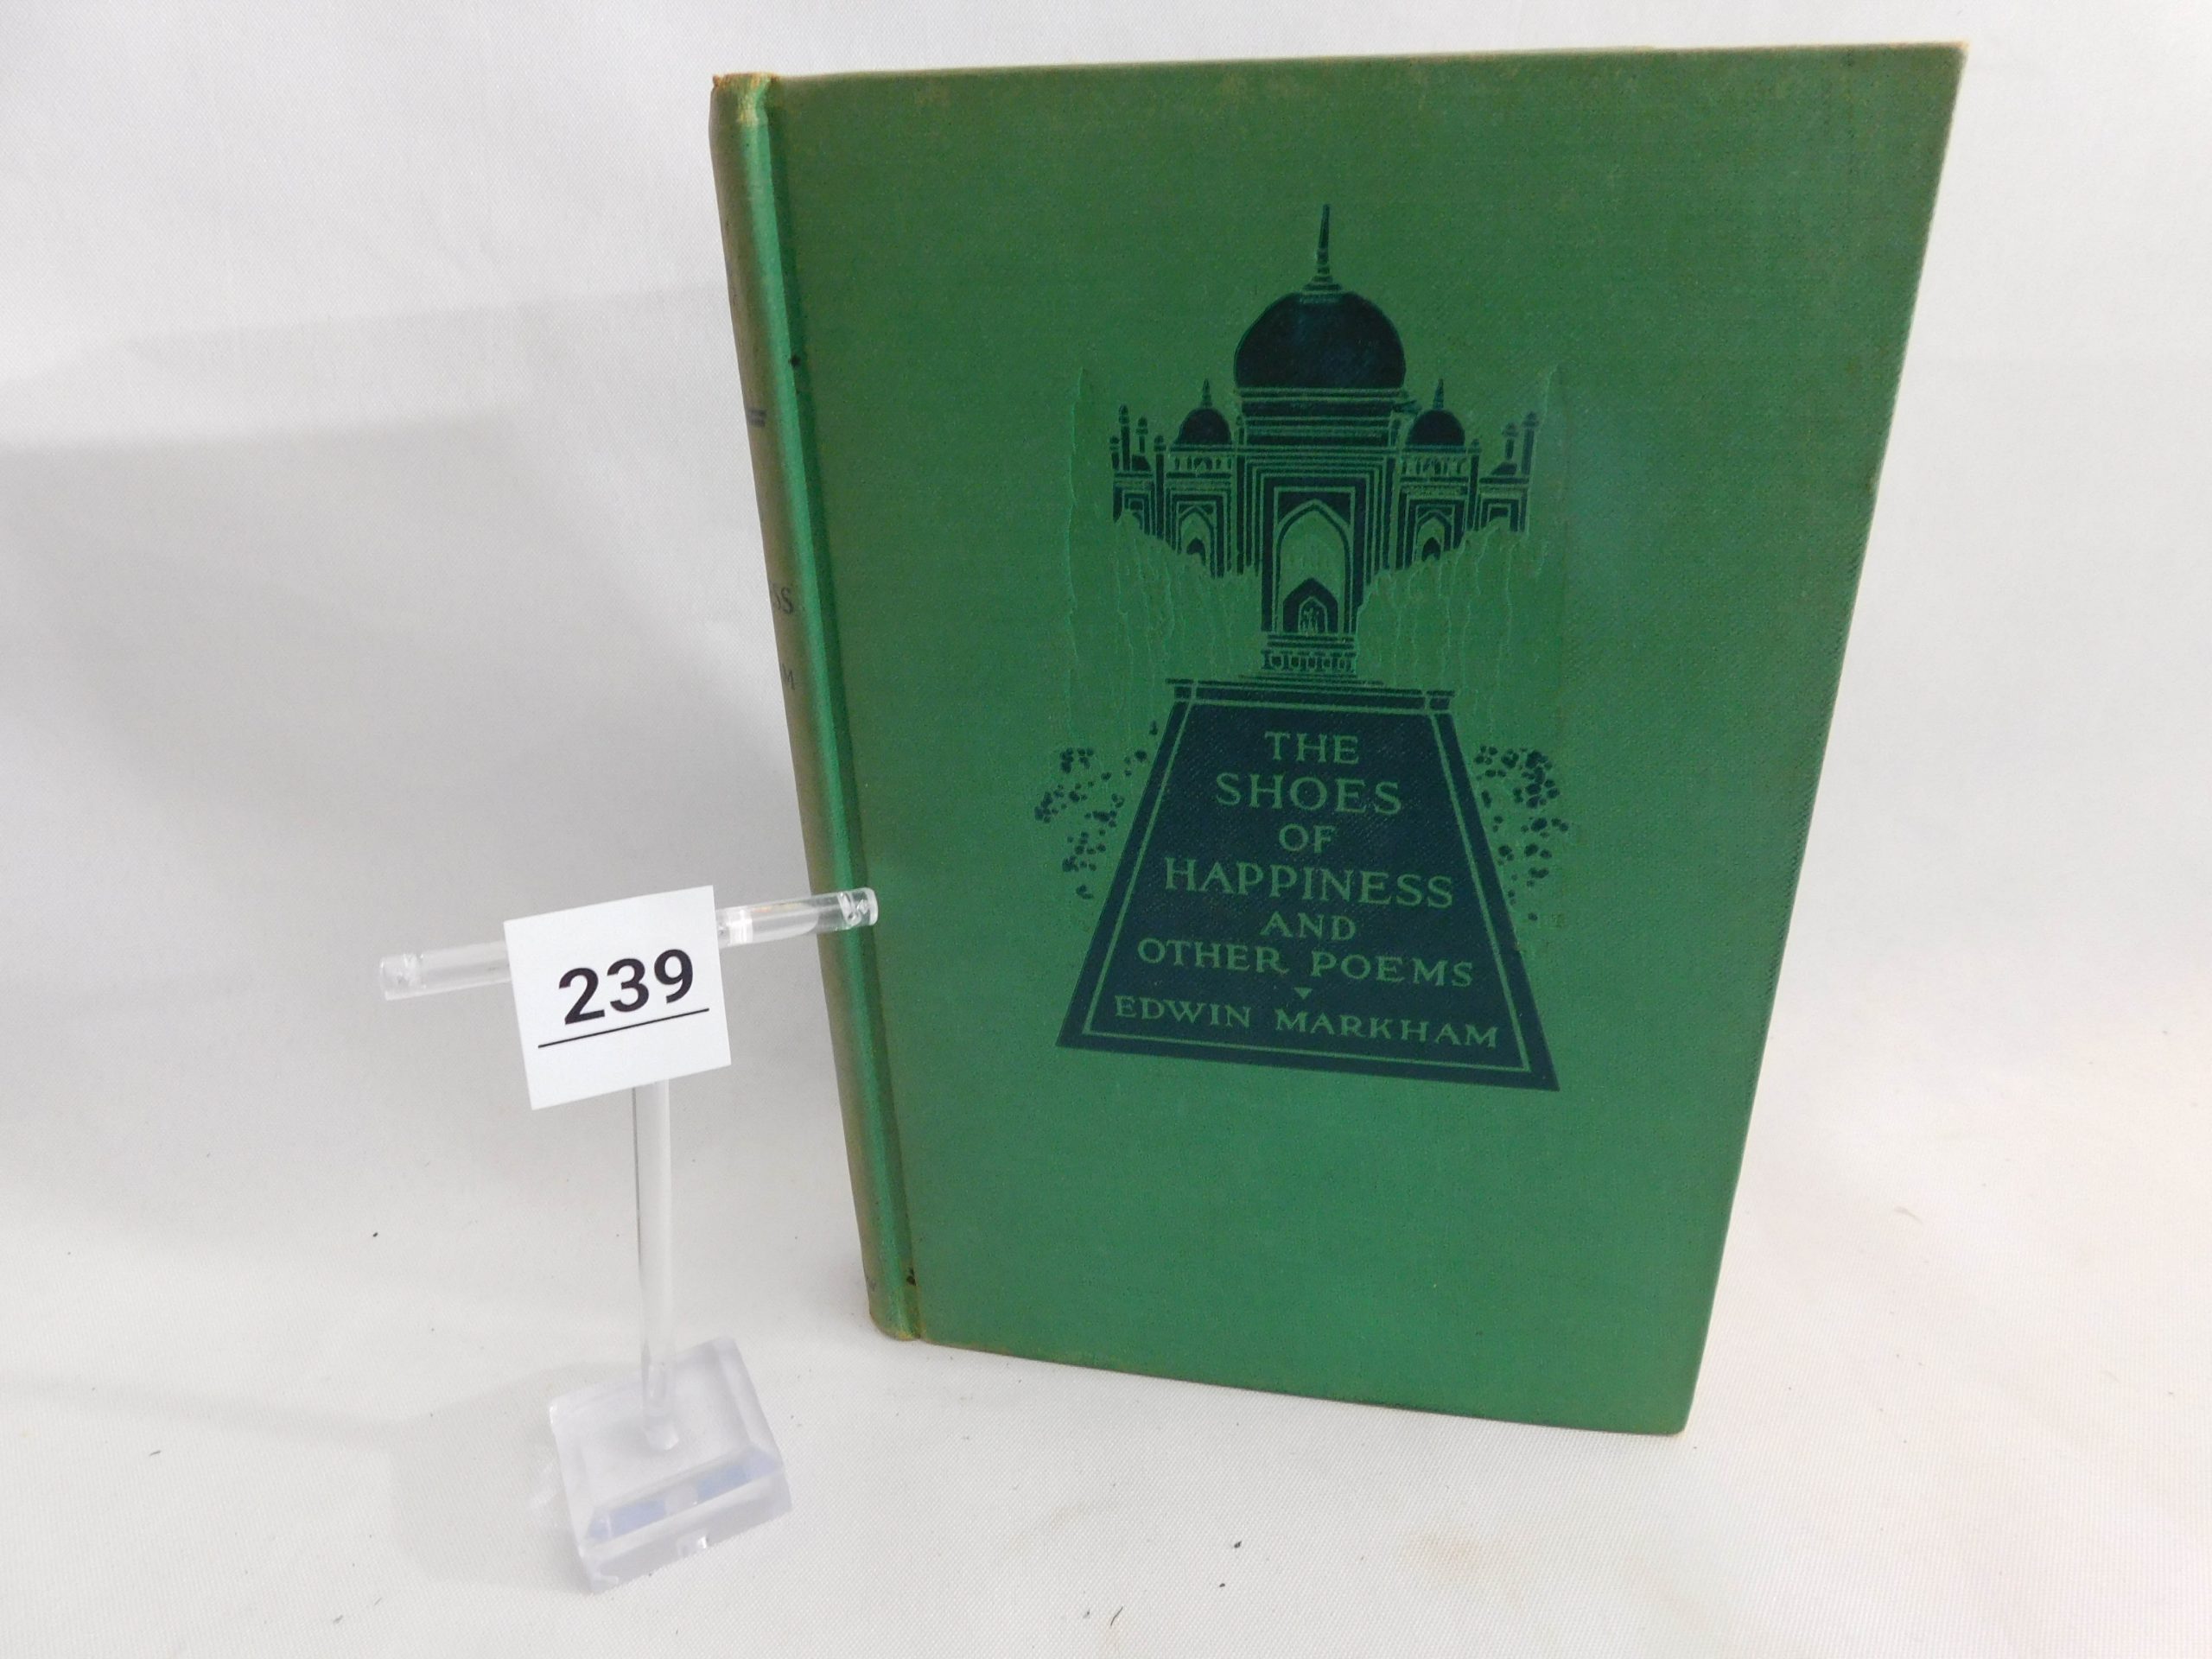 THE
SHOES
OF
HAPPINESS
AND
OTHER POEMS
EDWIN MARKHAM
239